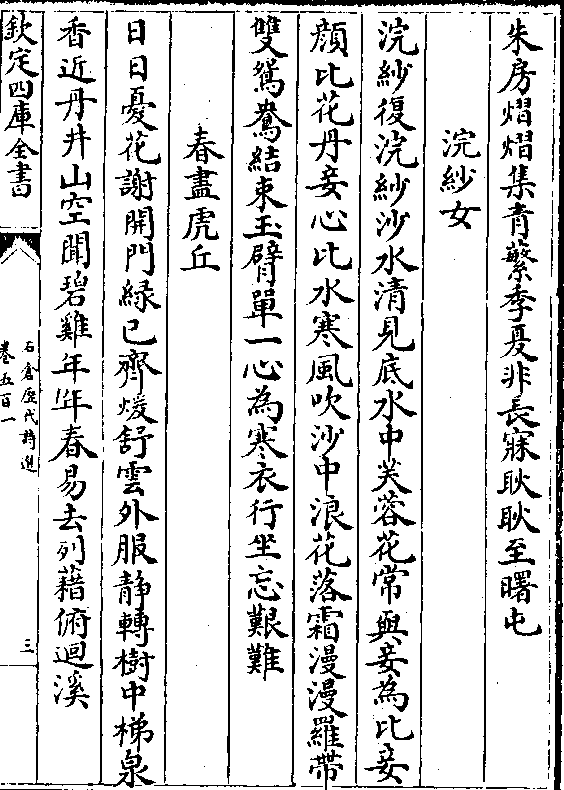 朱房熠熠集青蘩季夏非長寐耿耿至曙屯
浣紗女
浣紗復浣紗沙水清見底水中芙蓉花常與妾為比妾
顔比花丹妾心比水寒風吹沙中浪花落霜漫漫羅帶
雙鴛鴦結束玉臂單一心為寒衣行坐忘艱難
春盡虎丘
日日憂花謝開門緑已齊煖舒雲外服静轉樹中梯泉
香近丹井山空聞碧雞年年春易去列藉俯迴溪
欽定四庫全書
石倉歷代詩選
卷五百一
三